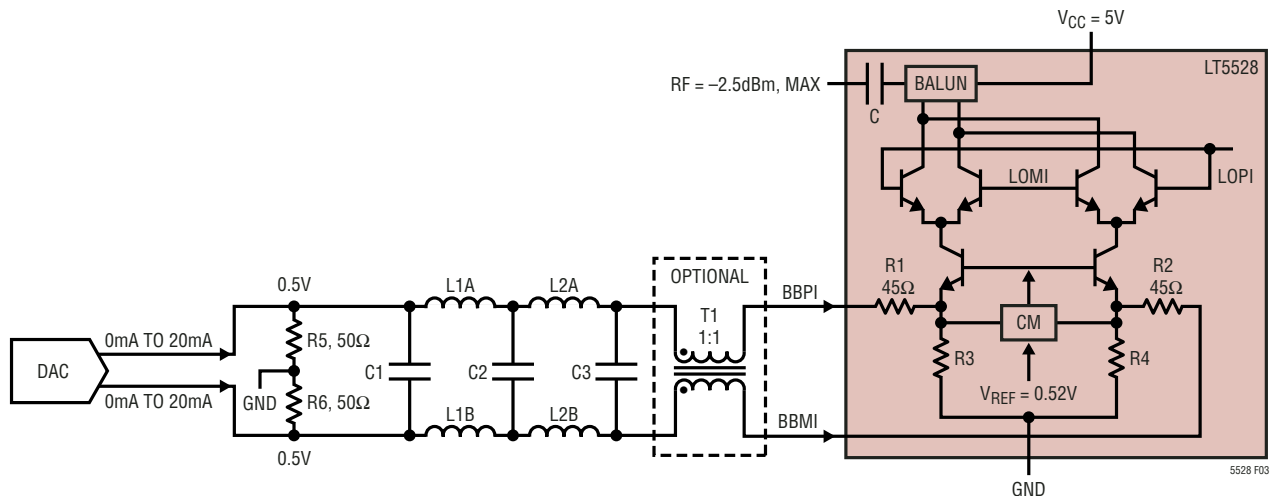 V_CC = 5V
LT5528
RF = –2.5dBm, MAX
C
BALUN
LOMI
LOPI
0.5V
L1A
L2A
OPTIONAL
T1
1:1
BBPI
R1
45Ω
R2
45Ω
CM
DAC
0mA TO 20mA
R5, 50Ω
C1
C2
C3
R3
R4
0mA TO 20mA
GND
R6, 50Ω
V_REF = 0.52V
L1B
L2B
BBMI
0.5V
GND
5528 F03